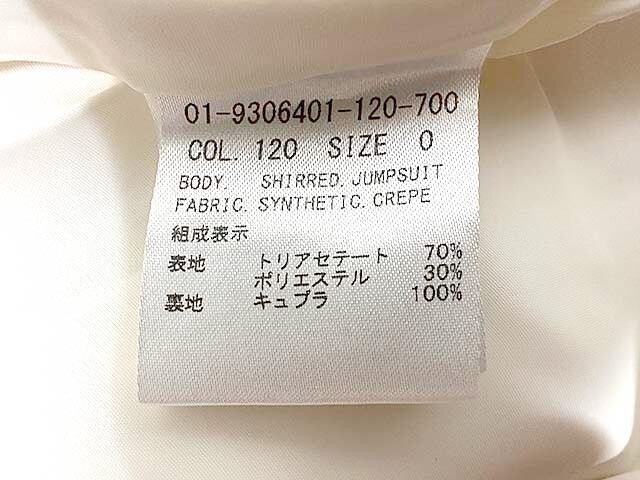 01-9306401-120-700
COL. 120 SIZE 0
BODY. SHIRRED. JUMPSUIT
FABRIC. SYNTHETIC. CREPE
組成表示
表地 トリアセテート 70%
ポリエステル 30%
裏地 キュプラ 100%